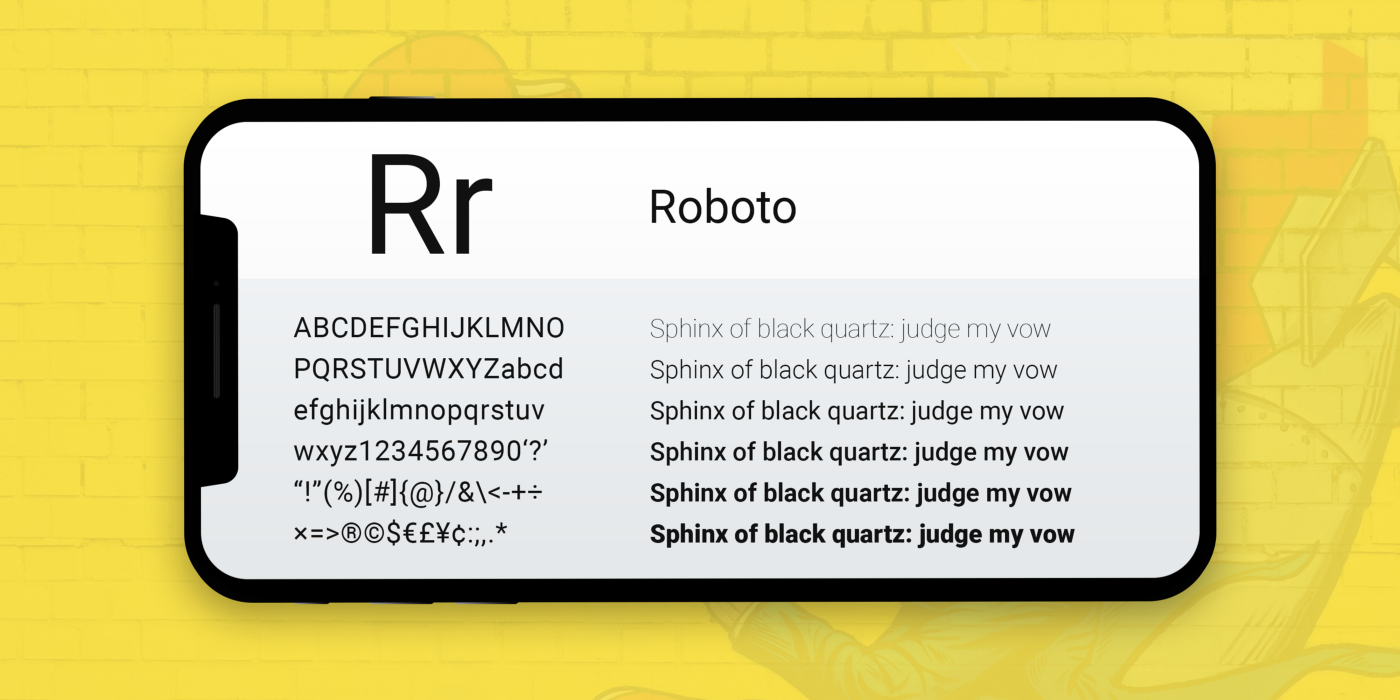 Rr
Roboto
ABCDEFGHIJKLMNO
PQRSTUVWXYZabcd
efghijklmnopqrstuv
wxyz1234567890‘?’
“!”(%)[#]{@}/&\<-+÷
×=>®©$€£¥¢:;,.*
Sphinx of black quartz: judge my vow
Sphinx of black quartz: judge my vow
Sphinx of black quartz: judge my vow
Sphinx of black quartz: judge my vow
Sphinx of black quartz: judge my vow
Sphinx of black quartz: judge my vow